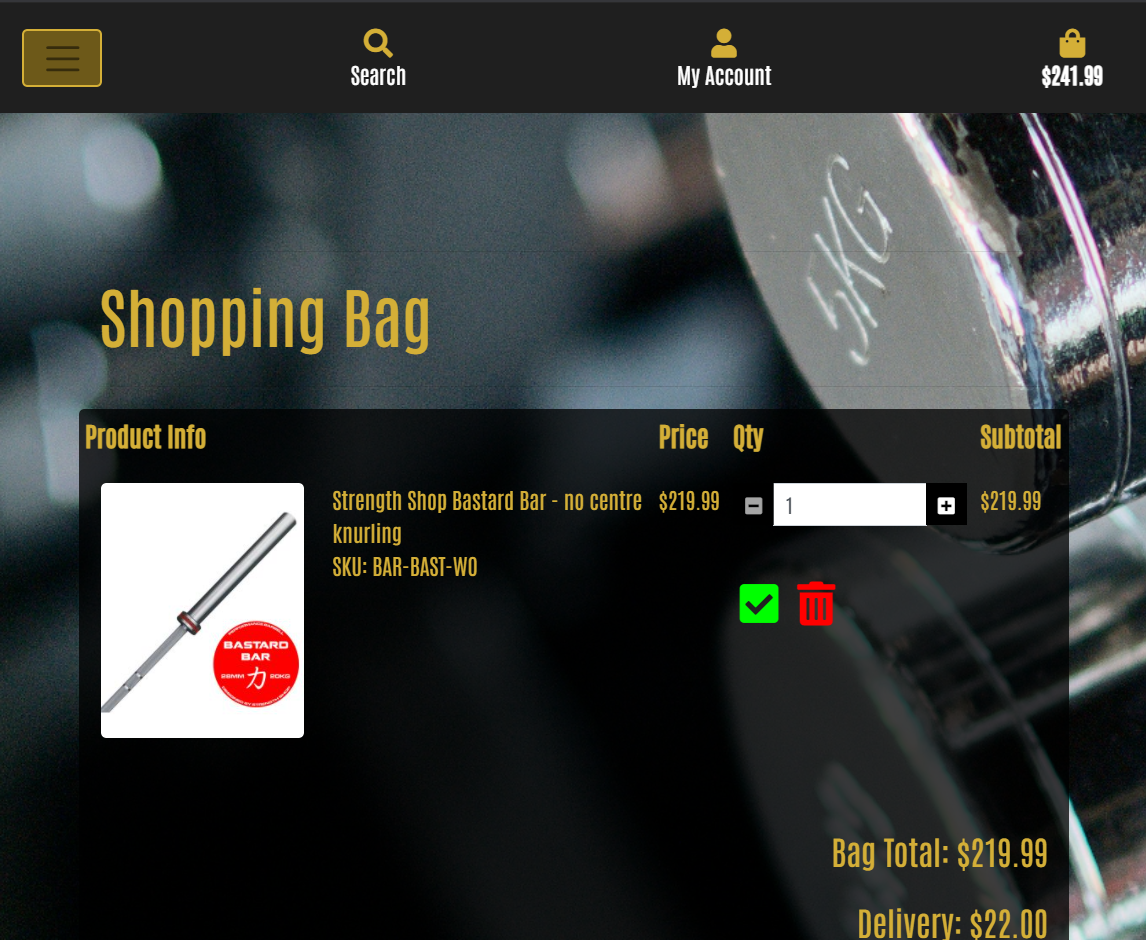 Search
My Account
$241.99
5KG
Shopping Bag
Product Info Price Qty Subtotal
Strength Shop Bastard Bar - no centre $219.99 1 $219.99
knurling
SKU: BAR-BAST-WO
BASTARD
BAR
28MM 力 20KG
Bag Total: $219.99
Delivery: $22.00